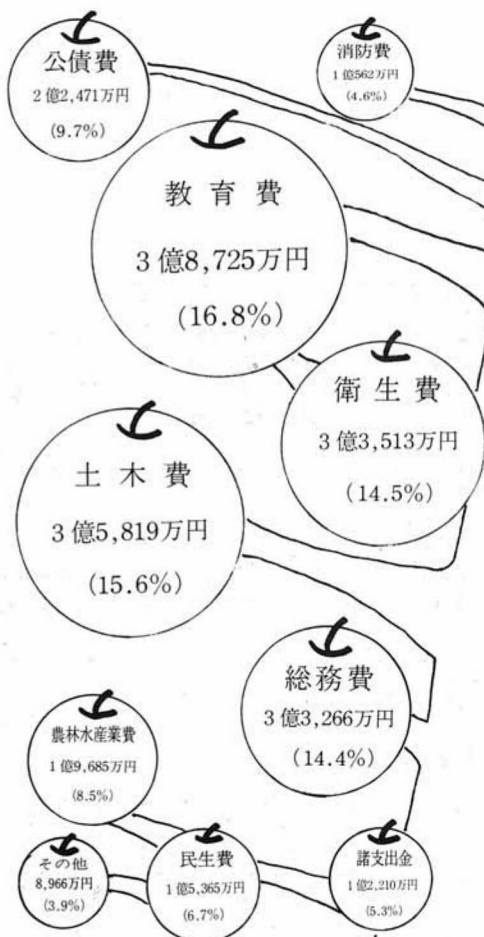 公債費
2億2,471万円
(9.7%)
消防費
1億562万円
(4.6%)
教育費
3億8,725万円
(16.8%)
衛生費
3億3,513万円
(14.5%)
土木費
3億5,819万円
(15.6%)
総務費
3億3,266万円
(14.4%)
農林水産業費
1億9,685万円
(8.5%)
その他
8,966万円
(3.9%)
民生費
1億5,365万円
(6.7%)
諸支出金
1億2,210万円
(5.3%)